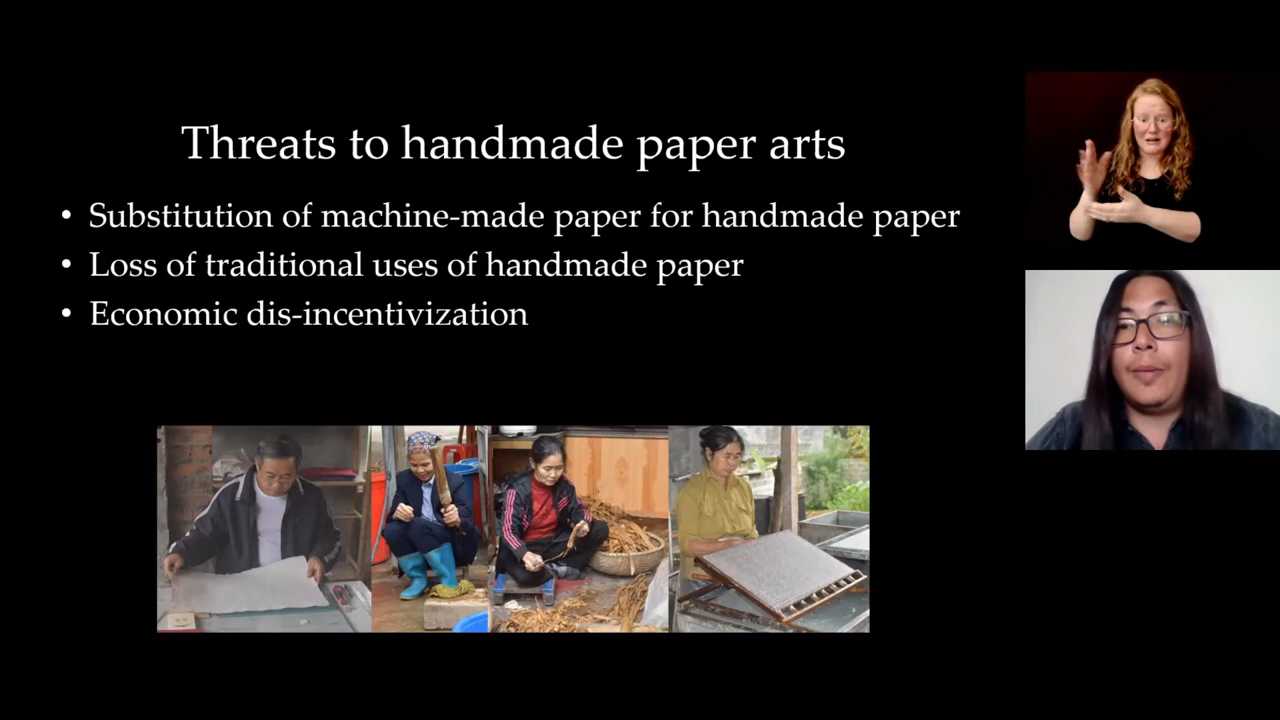 Threats to handmade paper arts
• Substitution of machine-made paper for handmade paper
• Loss of traditional uses of handmade paper
• Economic dis-incentivization